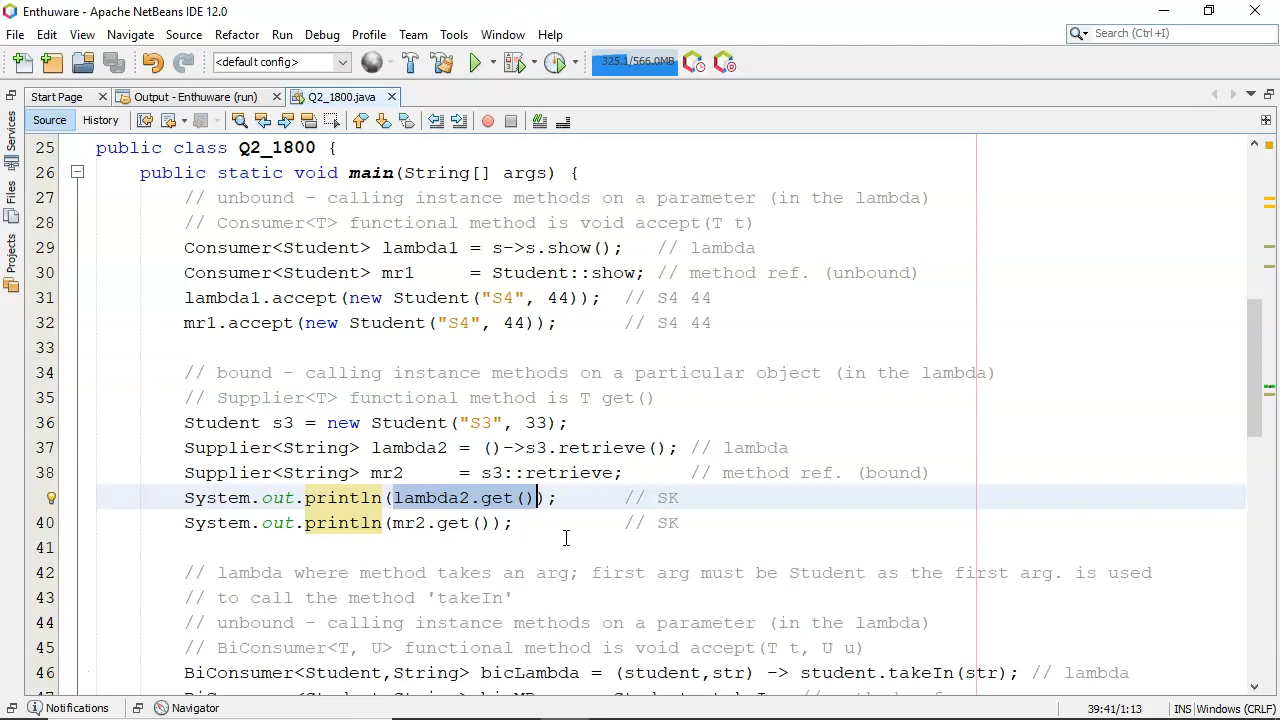 Enthuware - Apache NetBeans IDE 12.0
File Edit View Navigate Source Refactor Run Debug Profile Team Tools Window Help
Search (Ctrl +I)
<default config>
325.1/566.0MB
Start Page
Output - Enthuware (run)
Q2_1800.java
Services
Files
Projects
Source History
25 public class Q2_1800 {
26 public static void main(String[] args) {
27 // unbound - calling instance methods on a parameter (in the lambda)
28 // Consumer<T> functional method is void accept(T t)
29 Consumer<Student> lambda1 = s->s.show(); // lambda
30 Consumer<Student> mr1 = Student::show; // method ref. (unbound)
31 lambda1.accept(new Student("S4", 44)); // S4 44
32 mr1.accept(new Student("S4", 44)); // S4 44
33
34 // bound - calling instance methods on a particular object (in the lambda)
35 // Supplier<T> functional method is T get()
36 Student s3 = new Student("S3", 33);
37 Supplier<String> lambda2 = ()->s3.retrieve(); // lambda
38 Supplier<String> mr2 = s3::retrieve; // method ref. (bound)
System.out.println(lambda2.get()); // SK
40 System.out.println(mr2.get()); // SK
41
42 // lambda where method takes an arg; first arg must be Student as the first arg. is used
43 // to call the method 'takeIn'
44 // unbound - calling instance methods on a parameter (in the lambda)
45 // BiConsumer<T, U> functional method is void accept(T t, U u)
46 BiConsumer<Student,String> bicLambda = (student,str) -> student.takeIn(str); // lambda
Notifications Navigator
39:41/1:13 INS Windows (CRLF)